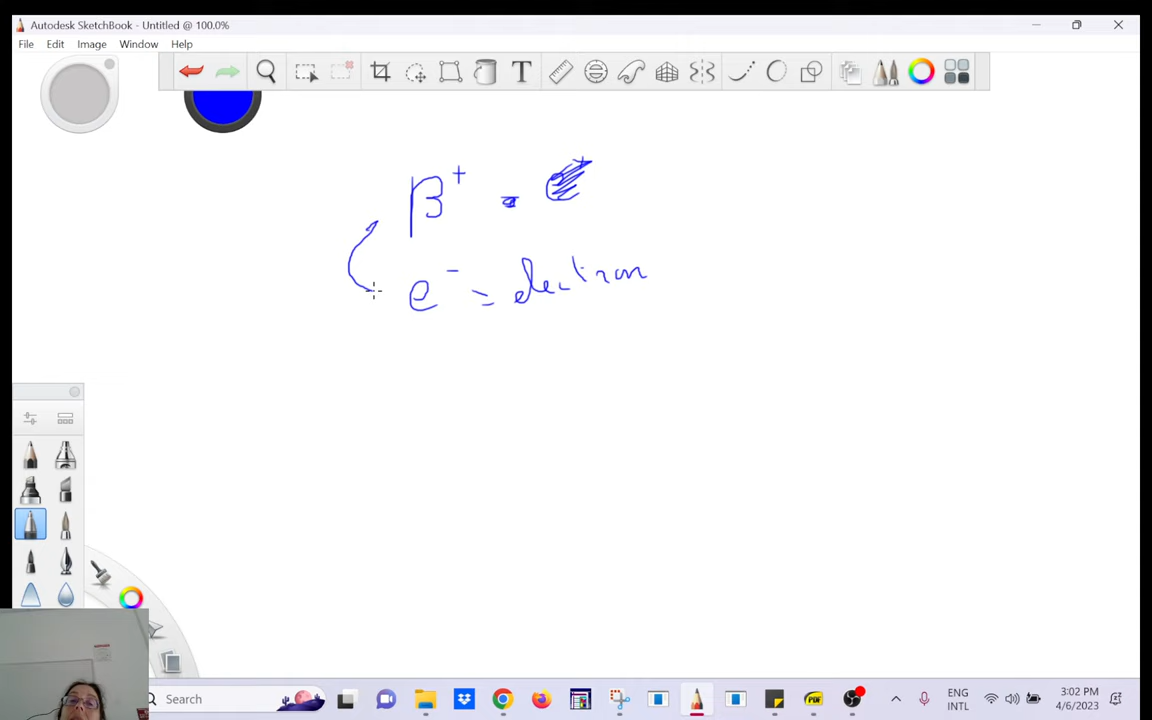 Autodesk SketchBook - Untitled @ 100.0%
File Edit Image Window Help
β⁺ =
e⁻ = electron
Search
ENG
INTL
3:02 PM
4/6/2023
PDF